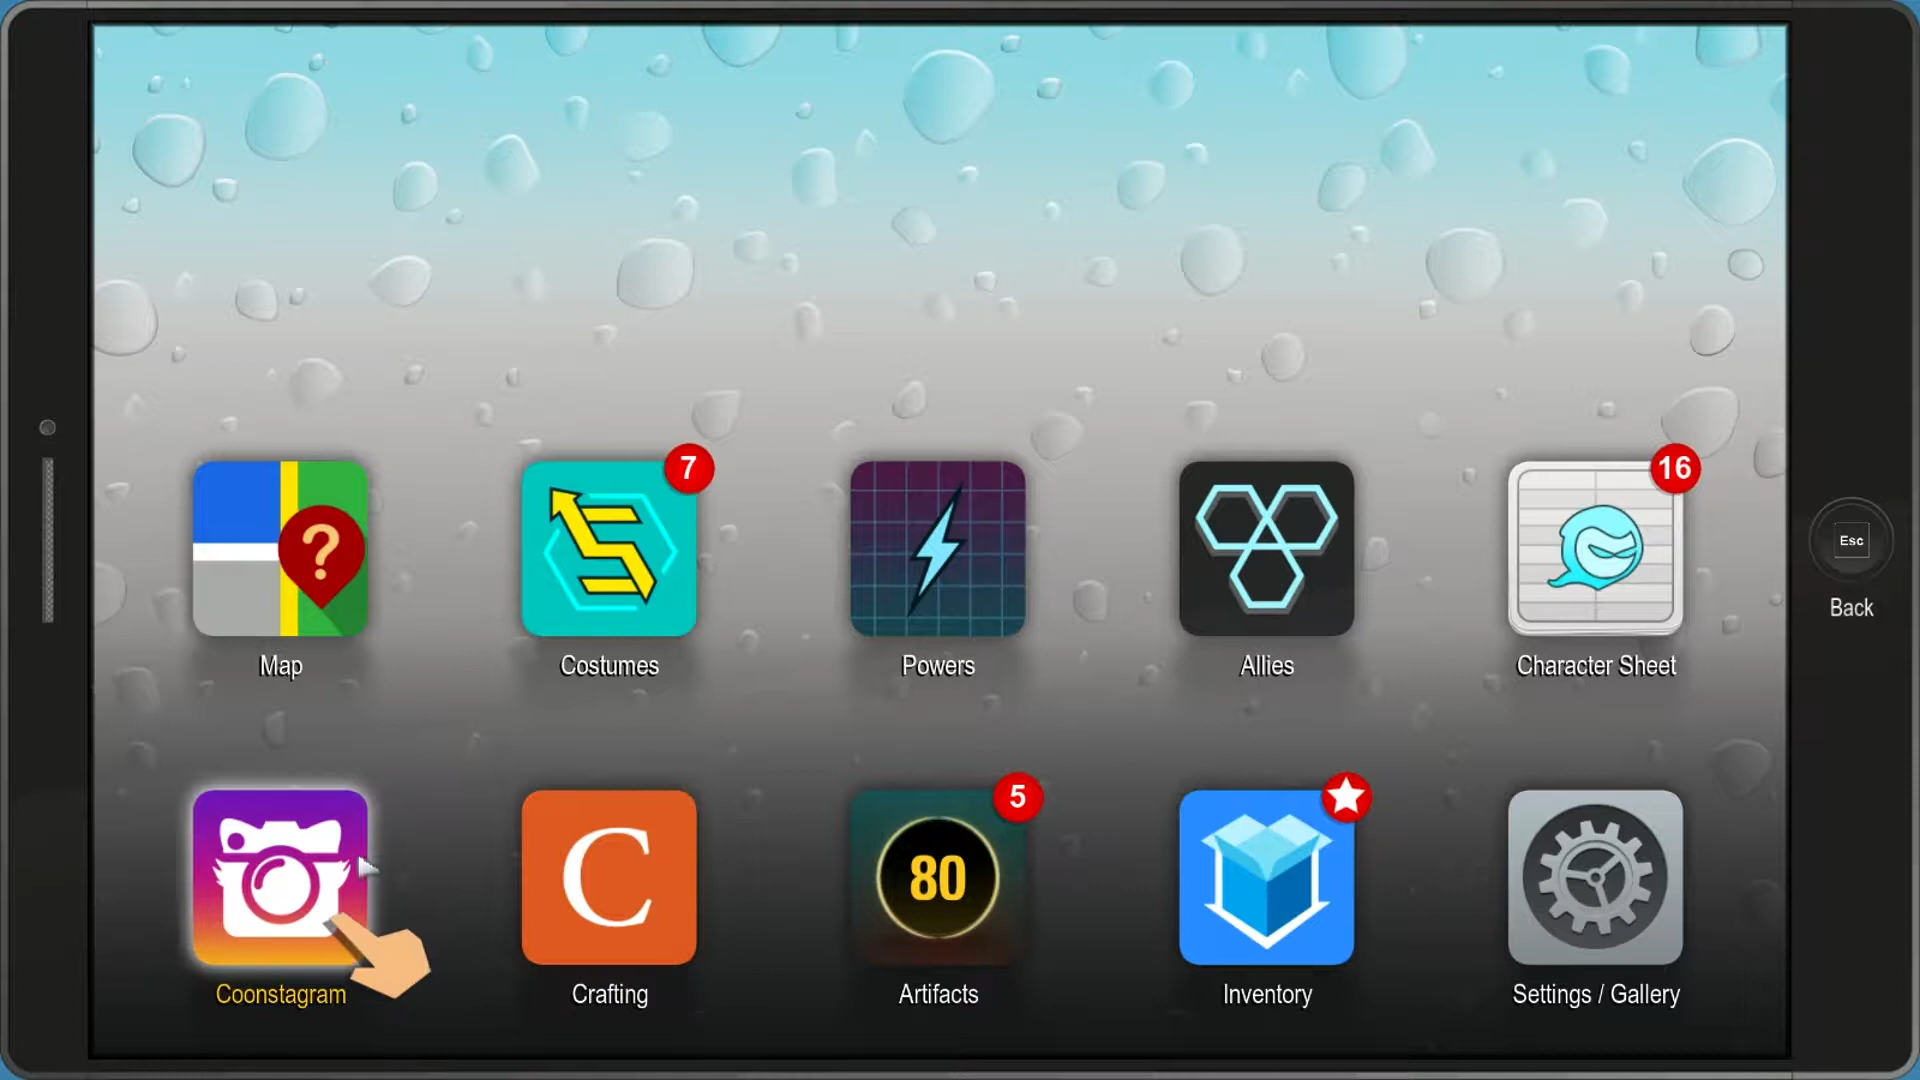 7
16
?
Esc
Map
Costumes
Powers
Allies
Character Sheet
Back
5
C
80
Coonstagram
Crafting
Artifacts
Inventory
Settings / Gallery